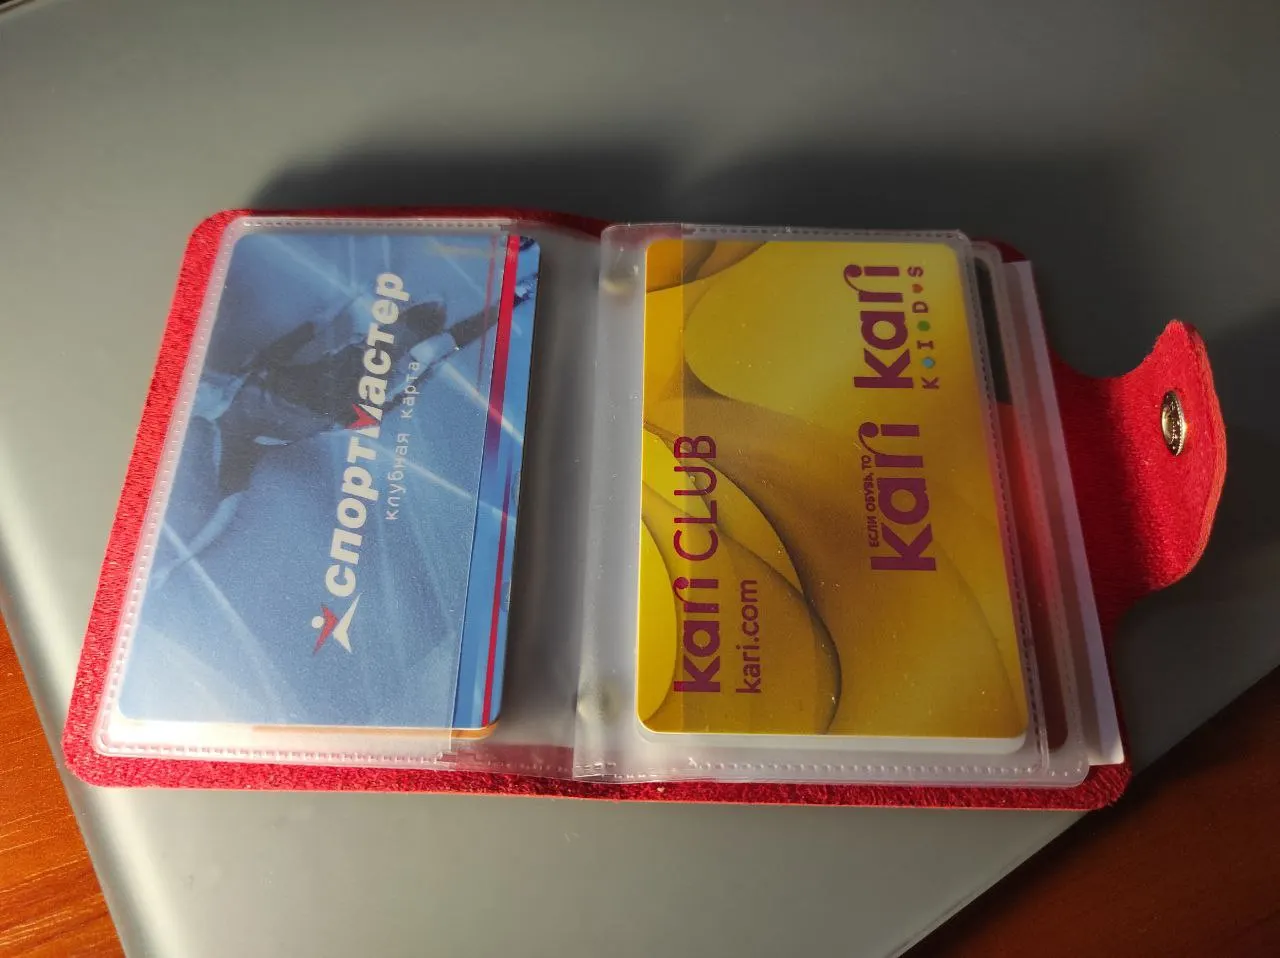 спортмастер
клубная карта
kari CLUB
kari.com
ЕСЛИ ОБУВЬ, ТО
kari kari
KIDS